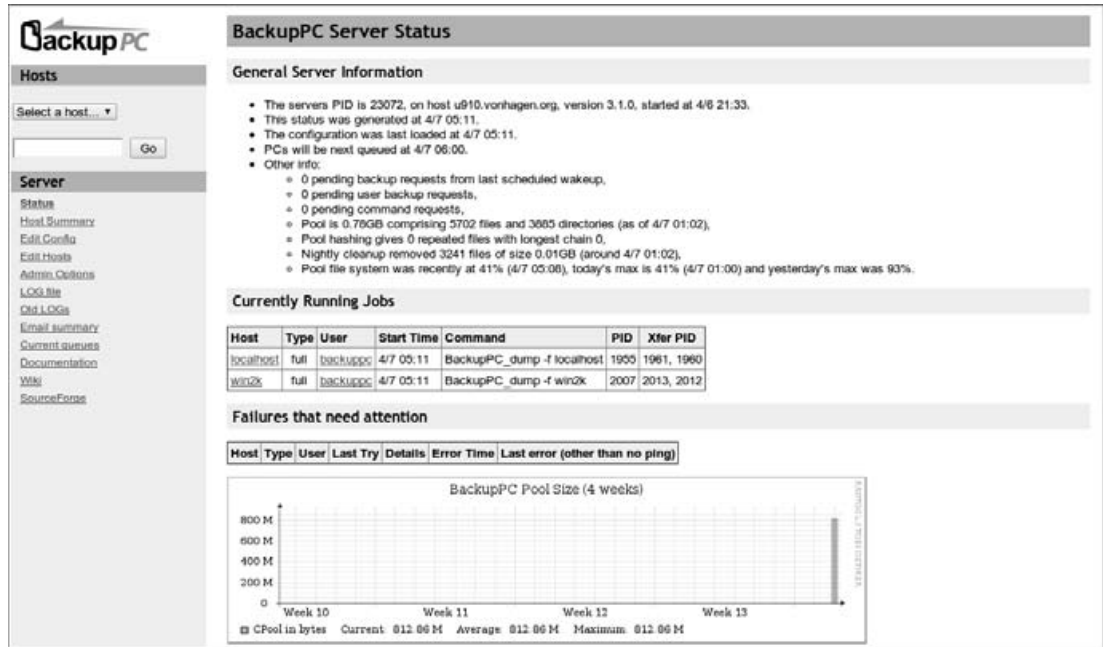 BackupPC
Hosts
Select a host...
Go
Server
Status
Host Summary
Edit Config
Edit Hosts
Admin Options
LOG file
Old LOGs
Email summary
Current queues
Documentation
Wiki
SourceForge
BackupPC Server Status
General Server Information
• The servers PID is 23072, on host u910.vonhagen.org, version 3.1.0, started at 4/6 21:33.
• This status was generated at 4/7 05:11.
• The configuration was last loaded at 4/7 05:11.
• PCs will be next queued at 4/7 06:00.
• Other info:
0 pending backup requests from last scheduled wakeup,
0 pending user backup requests,
0 pending command requests,
Pool is 0.78GB comprising 5702 files and 3885 directories (as of 4/7 01:02),
Pool hashing gives 0 repeated files with longest chain 0,
Nightly cleanup removed 3241 files of size 0.01GB (around 4/7 01:02),
Pool file system was recently at 41% (4/7 05:08), today's max is 41% (4/7 01:00) and yesterday's max was 93%.
Currently Running Jobs
Host Type User Start Time Command PID Xfer PID
localhost full backuppc 4/7 05:11 BackupPC_dump -f localhost 1955 1961, 1960
win2k full backuppc 4/7 05:11 BackupPC_dump -f win2k 2007 2013, 2012
Failures that need attention
Host Type User Last Try Details Error Time Last error (other than no ping)
BackupPC Pool Size (4 weeks)
800 M
600 M
400 M
200 M
0
Week 10 Week 11 Week 12 Week 13
CPool in bytes Current: 812.86 M Average: 812.86 M Maximum: 812.86 M